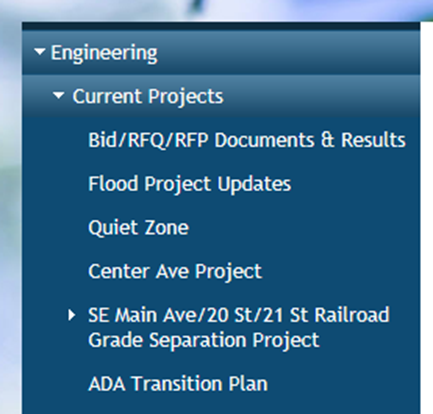 Engineering
Current Projects
Bid/RFQ/RFP Documents & Results
Flood Project Updates
Quiet Zone
Center Ave Project
SE Main Ave/20 St/21 St Railroad
Grade Separation Project
ADA Transition Plan